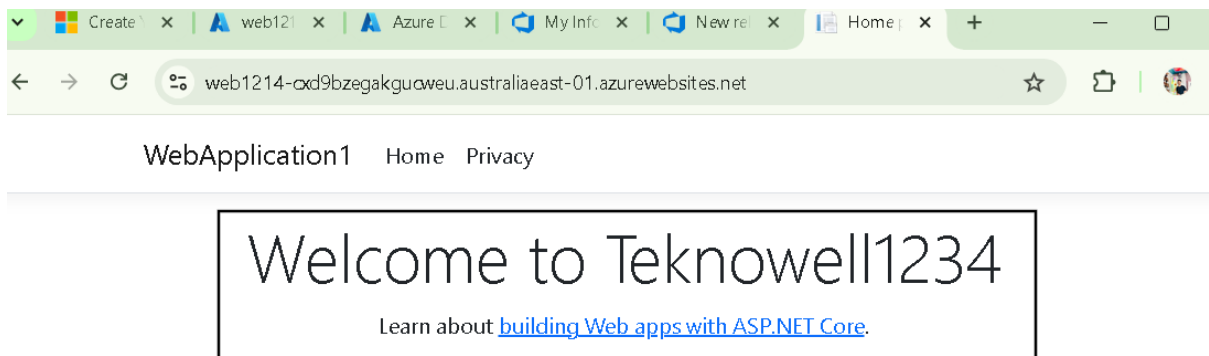 Create web121 Azure D My Info New rel Home
web1214-cxd9bzegakgucweu.australiaeast-01.azurewebsites.net
WebApplication1 Home Privacy
Welcome to Teknowell1234
Learn about building Web apps with ASP.NET Core.